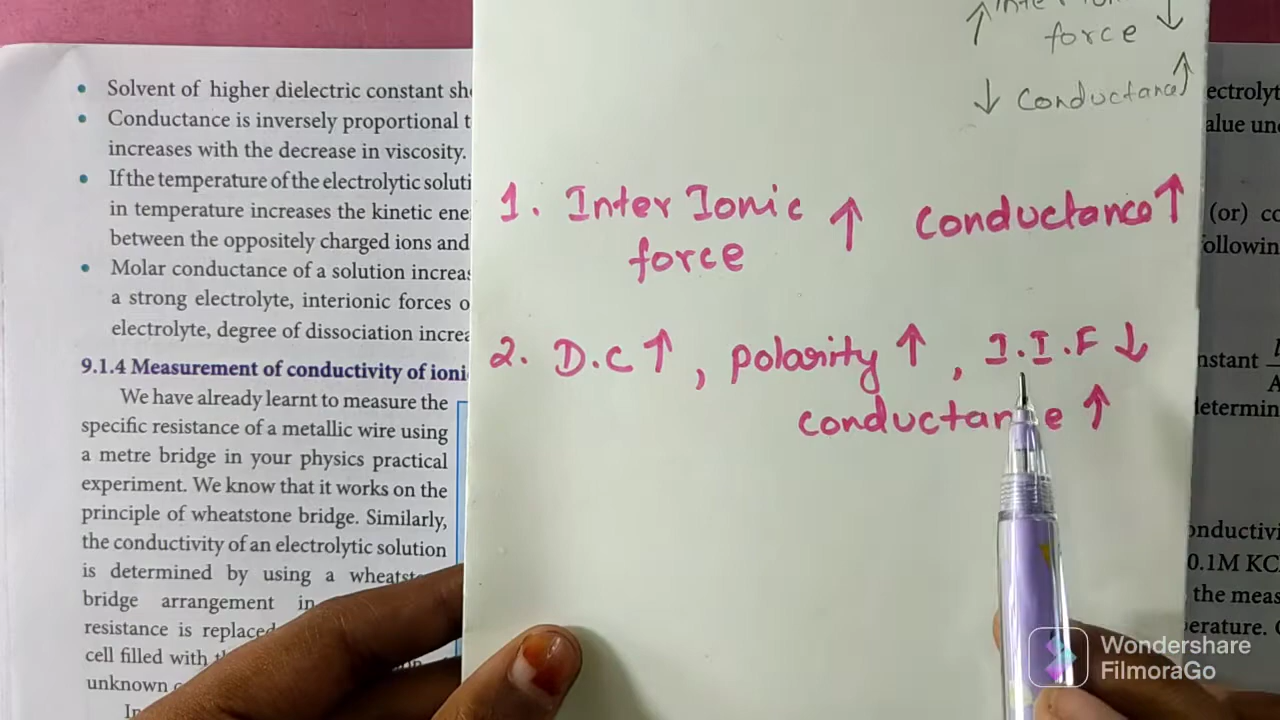 • Solvent of higher dielectric constant sh
• Conductance is inversely proportional t
increases with the decrease in viscosity.
• If the temperature of the electrolytic soluti
in temperature increases the kinetic ene
between the oppositely charged ions and
• Molar conductance of a solution increas
a strong electrolyte, interionic forces o
electrolyte, degree of dissociation increa
9.1.4 Measurement of conductivity of ioni
We have already learnt to measure the
specific resistance of a metallic wire using
a metre bridge in your physics practical
experiment. We know that it works on the
principle of wheatstone bridge. Similarly,
the conductivity of an electrolytic solution
is determined by using a wheatst
bridge arrangement in
resistance is replaced
cell filled with
unknown
In
↑ ↓
force
↓ Conductance ↑
1. Inter Ionic ↑ Conductance ↑
force
2. D.C ↑, polarity ↑, I.I.F ↓
conductance ↑
ectrolyt
alue un
(or) co
followin
nstant
determin
onductivi
0.1M KC
the meas
perature.
Wondershare
FilmoraGo